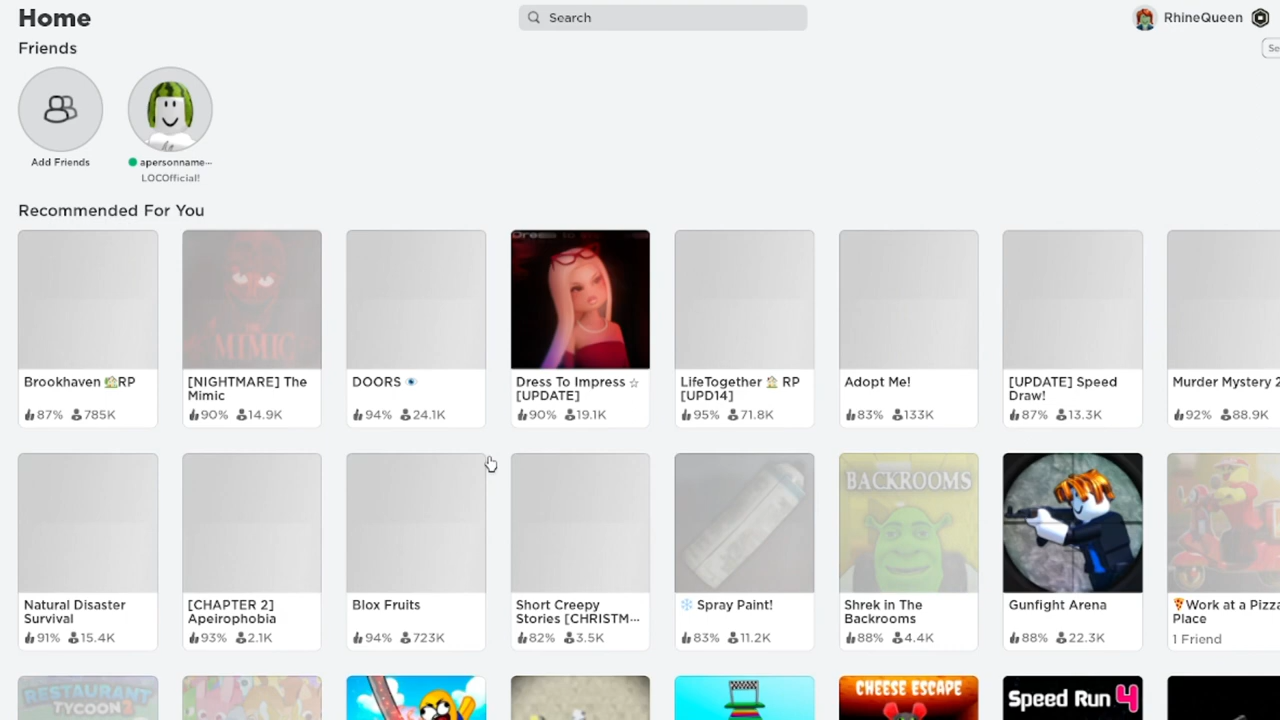 Home
Search
RhineQueen
Friends
Se
Add Friends
apersonname...
LOCOfficial!
Recommended For You
MIMIC
Brookhaven 🏡RP
87% 785K
[NIGHTMARE] The
Mimic
90% 14.9K
DOORS 👁️
94% 24.1K
Dress To Impress ☆
[UPDATE]
90% 19.1K
LifeTogether 🏠 RP
[UPD14]
95% 71.8K
Adopt Me!
83% 133K
[UPDATE] Speed
Draw!
87% 13.3K
Murder Mystery 2
92% 88.9K
BACKROOMS
Natural Disaster
Survival
91% 15.4K
[CHAPTER 2]
Apeirophobia
93% 2.1K
Blox Fruits
94% 723K
Short Creepy
Stories [CHRISTM...
82% 3.5K
❄️ Spray Paint!
83% 11.2K
Shrek in The
Backrooms
88% 4.4K
Gunfight Arena
88% 22.3K
🍕Work at a Pizza
Place
1 Friend
RESTAURANT
TYCOON 2
CHEESE ESCAPE
Speed Run 4